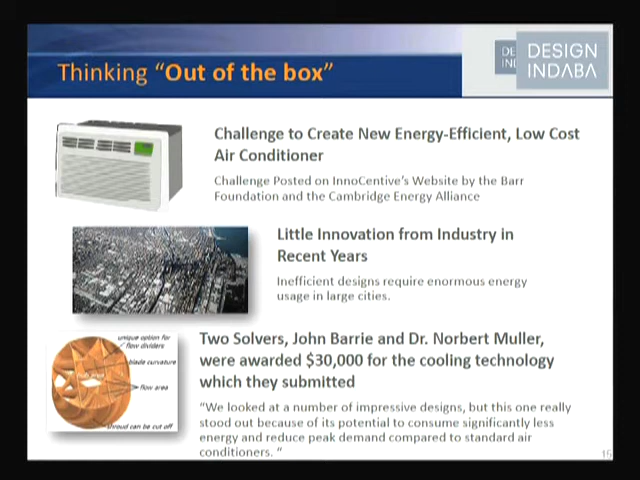 Thinking "Out of the box"
DE
IN
DESIGN
INDABA
Challenge to Create New Energy-Efficient, Low Cost
Air Conditioner
Challenge Posted on InnoCentive's Website by the Barr
Foundation and the Cambridge Energy Alliance
Little Innovation from Industry in
Recent Years
Inefficient designs require enormous energy
usage in large cities.
unique option for
flow dividers
blade curvature
flow area
shroud can be cut off
Two Solvers, John Barrie and Dr. Norbert Muller,
were awarded $30,000 for the cooling technology
which they submitted
"We looked at a number of impressive designs, but this one really
stood out because of its potential to consume significantly less
energy and reduce peak demand compared to standard air
conditioners. "
15